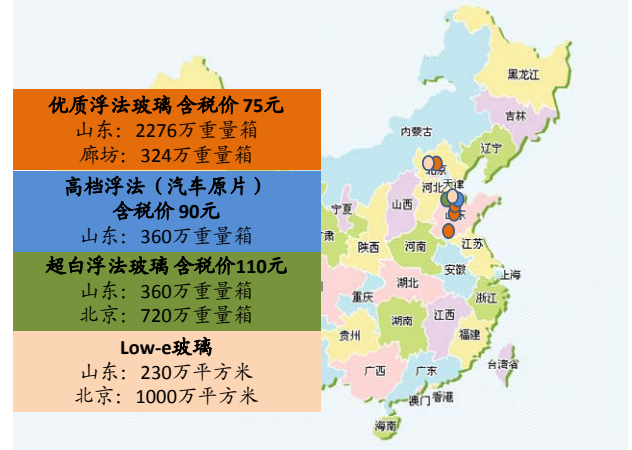 优质浮法玻璃 含税价 75元
山东：2276万重量箱
廊坊：324万重量箱
高档浮法（汽车原片）
含税价 90元
山东：360万重量箱
超白浮法玻璃 含税价110元
山东：360万重量箱
北京：720万重量箱
Low-e玻璃
山东：230万平方米
北京：1000万平方米
黑龙江
吉林
辽宁
内蒙古
北京
天津
河北
山西
宁夏
山东
甘肃
陕西
河南
江苏
安徽
上海
湖北
重庆
浙江
湖南
江西
贵州
福建
台湾省
广西
广东
澳门
香港
海南